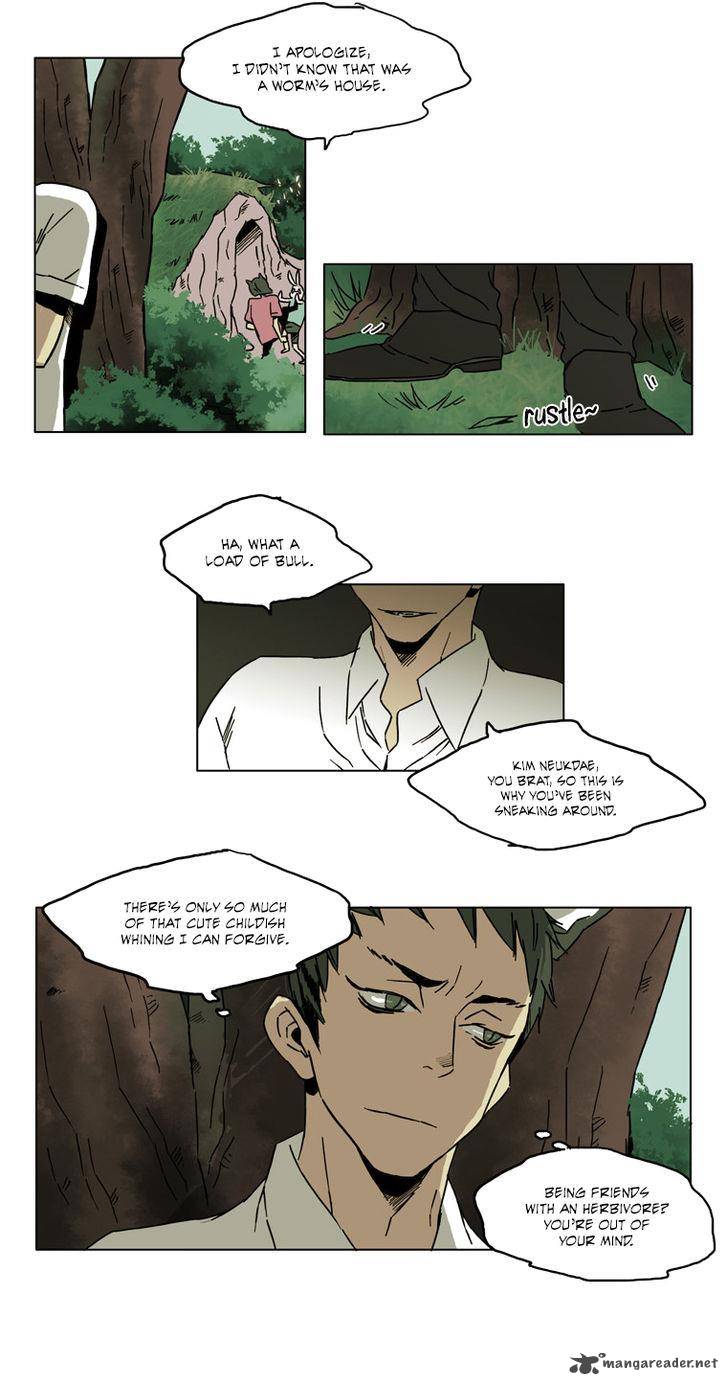 I APOLOGIZE,
I DIDN'T KNOW THAT WAS
A WORM'S HOUSE.
rustle~
HA, WHAT A
LOAD OF BULL.
KIM NEUKDAE,
YOU BRAT, SO THIS IS
WHY YOU'VE BEEN
SNEAKING AROUND.
THERE'S ONLY SO MUCH
OF THAT CUTE CHILDISH
WHINING I CAN FORGIVE.
BEING FRIENDS
WITH AN HERBIVORE?
YOU'RE OUT OF
YOUR MIND.
mangareader.net